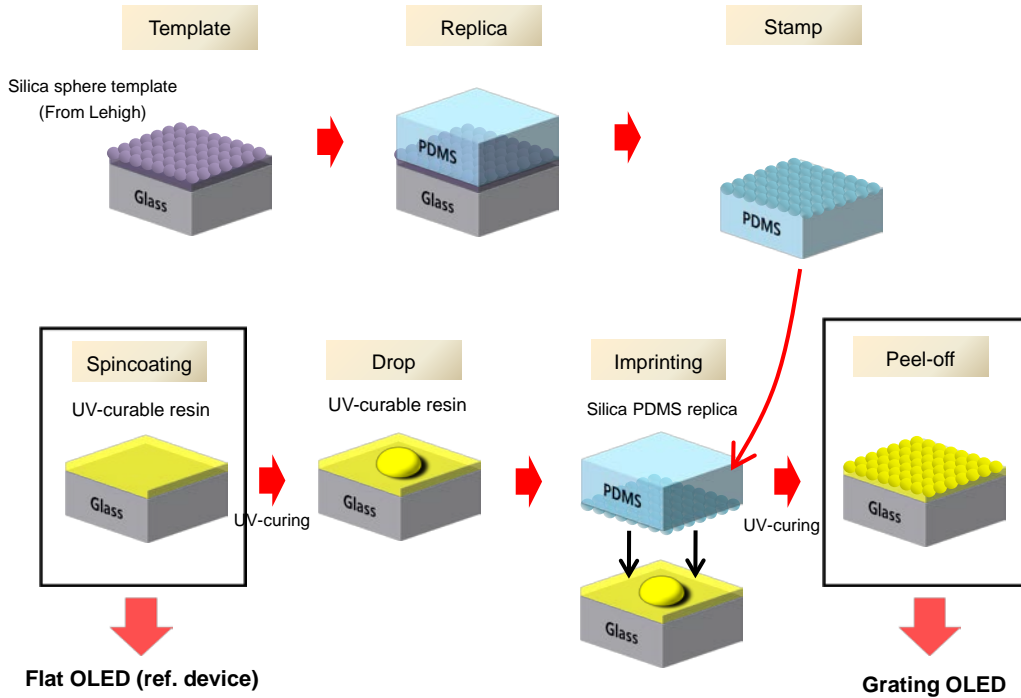 Template
Replica
Stamp
Silica sphere template
(From Lehigh)
Glass
PDMS
Glass
PDMS
Spincoating
Drop
Imprinting
Peel-off
UV-curable resin
UV-curable resin
Silica PDMS replica
Glass
UV-curing
Glass
PDMS
UV-curing
Glass
Glass
Flat OLED (ref. device)
Grating OLED